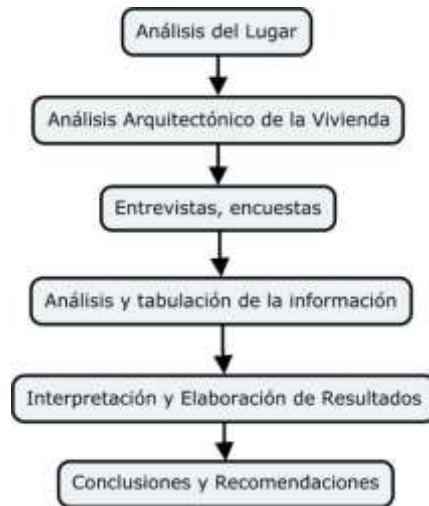 Análisis del Lugar
Análisis Arquitectónico de la Vivienda
Entrevistas, encuestas
Análisis y tabulación de la información
Interpretación y Elaboración de Resultados
Conclusiones y Recomendaciones